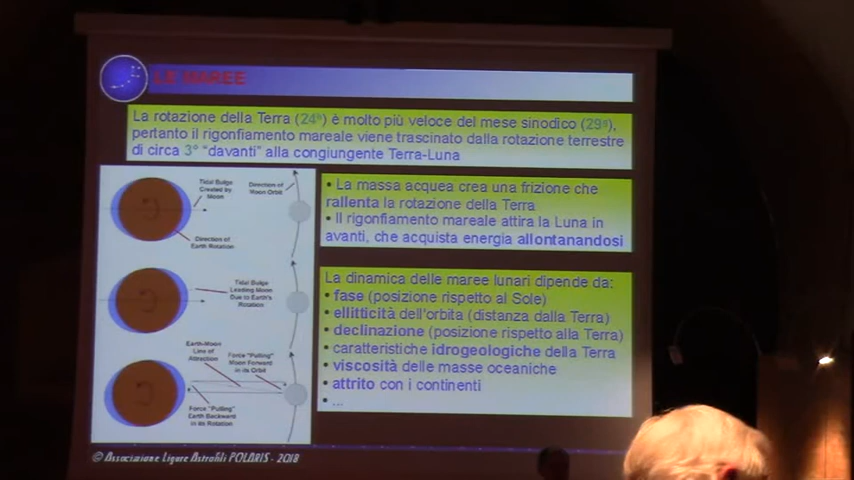 LE MAREE
La rotazione della Terra (24h) è molto più veloce del mese sinodico (29d),
pertanto il rigonfiamento mareale viene trascinato dalla rotazione terrestre
di circa 3° "davanti" alla congiungente Terra-Luna
Tidal Bulge
Created by
Moon
Direction of
Moon Orbit
Direction of
Earth Rotation
Tidal Bulge
Leading Moon
Due to Earth's
Rotation
Earth-Moon
Line of
Attraction
Force "Pulling"
Moon Forward
in its Orbit
Force "Pulling"
Earth Backward
in its Rotation
• La massa acquea crea una frizione che
rallenta la rotazione della Terra
• Il rigonfiamento mareale attira la Luna in
avanti, che acquista energia allontanandosi
La dinamica delle maree lunari dipende da:
• fase (posizione rispetto al Sole)
• ellitticità dell'orbita (distanza dalla Terra)
• declinazione (posizione rispetto alla Terra)
• caratteristiche idrogeologiche della Terra
• viscosità delle masse oceaniche
• attrito con i continenti
• ...
© Associazione Ligure Astrofili POLARIS - 2018